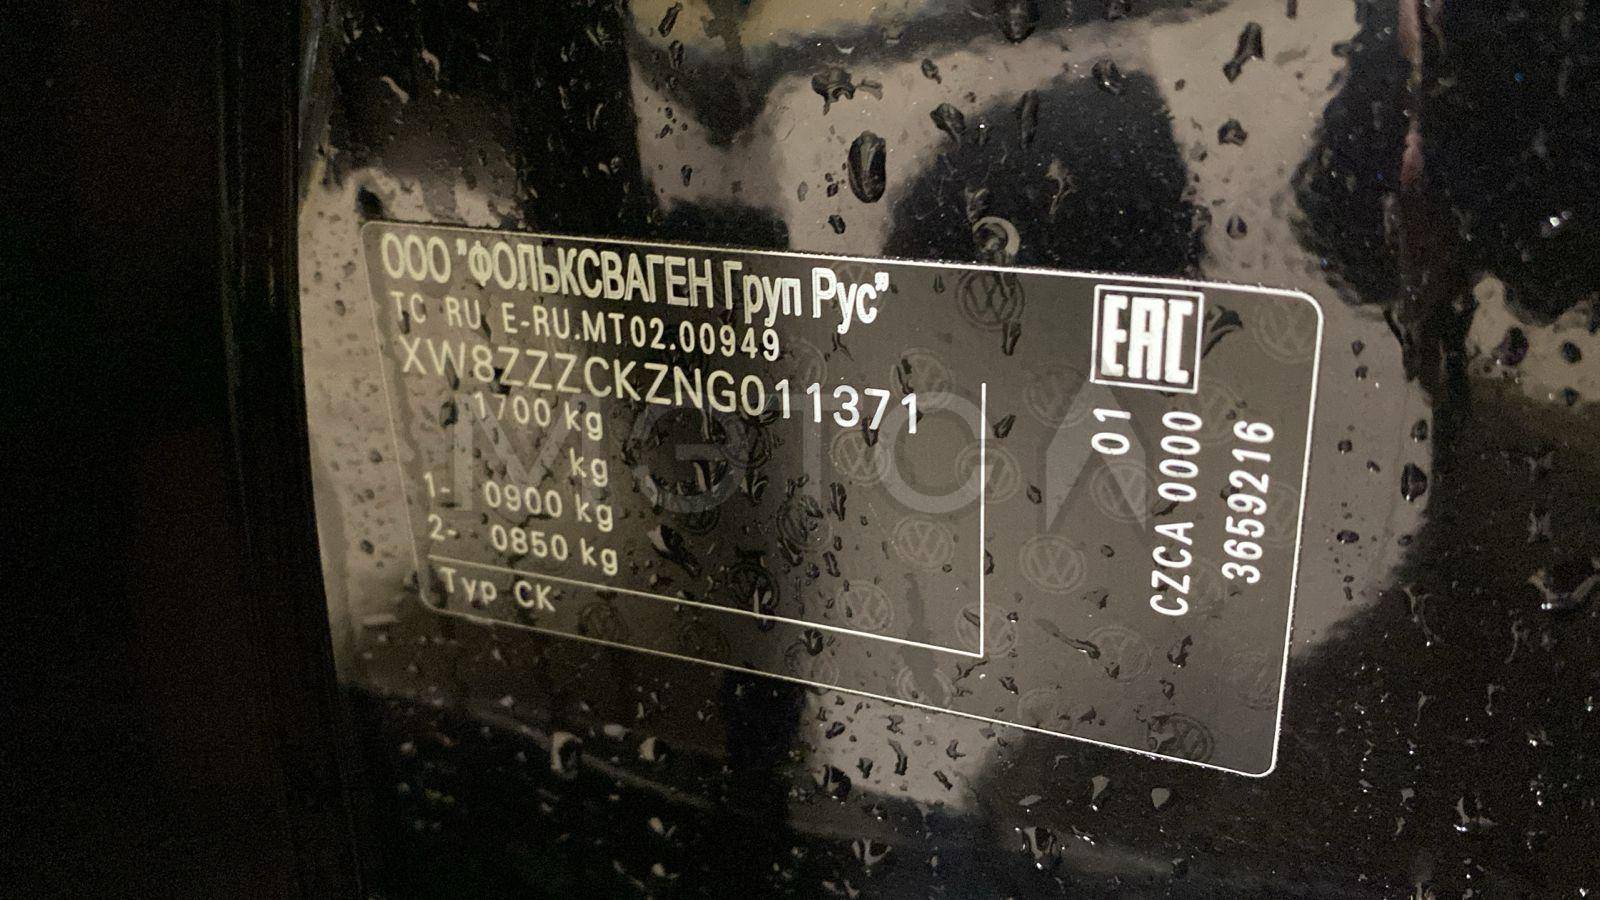 ООО "ФОЛЬКСВАГЕН Груп Рус"
TC RU E-RU.MT02.00949
XW8ZZZCKZNG011371
1700 kg
kg
1- 0900 kg
2- 0850 kg
Typ CK
EAC
01
CZCA 0000
3659216